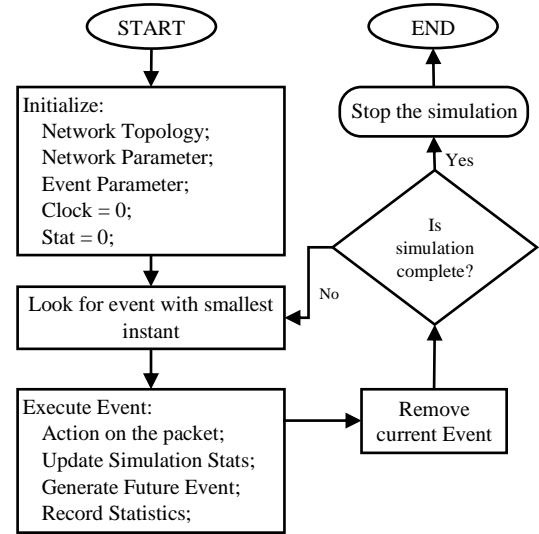 START
Initialize:
Network Topology;
Network Parameter;
Event Parameter;
Clock = 0;
Stat = 0;
Look for event with smallest
instant
Execute Event:
Action on the packet;
Update Simulation Stats;
Generate Future Event;
Record Statistics;
Remove
current Event
Is
simulation
complete?
No
Yes
Stop the simulation
END